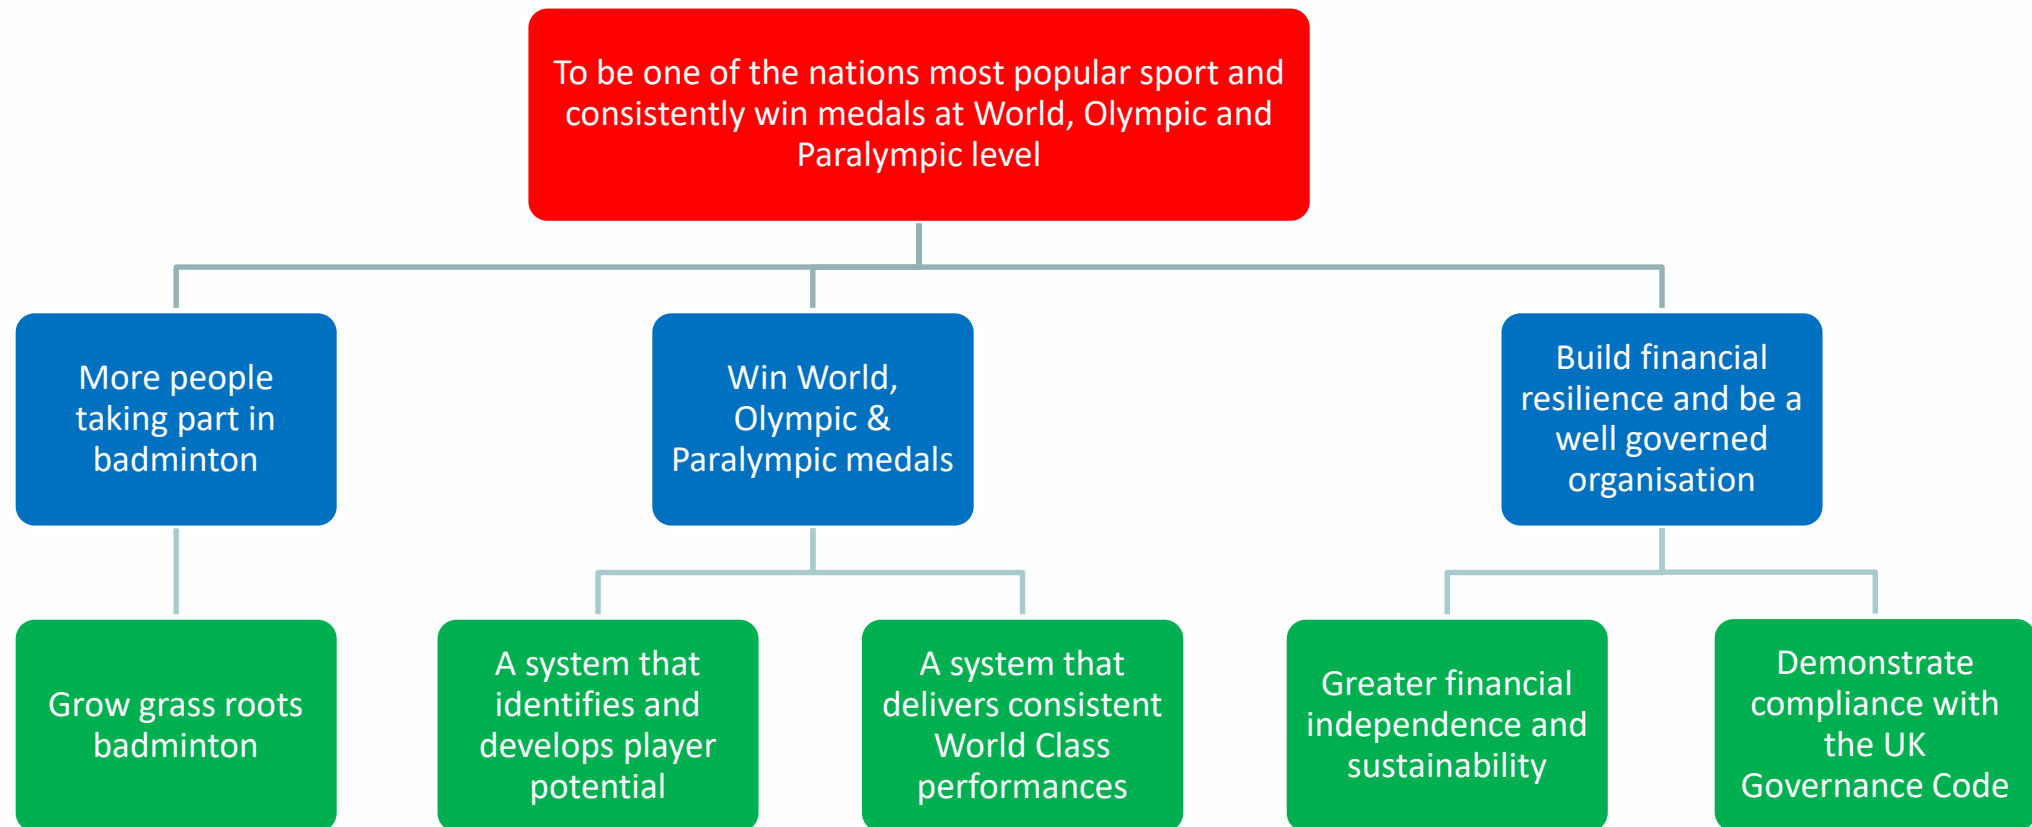 To be one of the nations most popular sport and
consistently win medals at World, Olympic and
Paralympic level
More people
taking part in
badminton
Win World,
Olympic &
Paralympic medals
Build financial
resilience and be a
well governed
organisation
Grow grass roots
badminton
A system that
identifies and
develops player
potential
A system that
delivers consistent
World Class
performances
Greater financial
independence and
sustainability
Demonstrate
compliance with
the UK
Governance Code